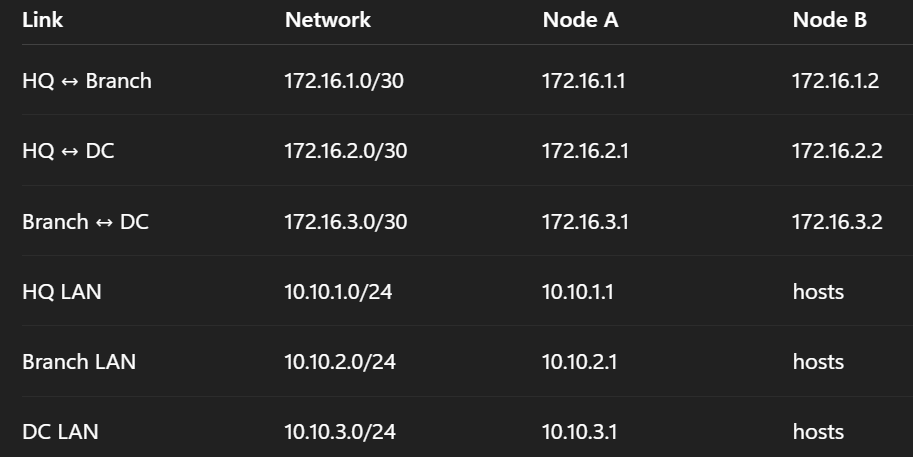 Link Network Node A Node B
HQ ↔ Branch 172.16.1.0/30 172.16.1.1 172.16.1.2
HQ ↔ DC 172.16.2.0/30 172.16.2.1 172.16.2.2
Branch ↔ DC 172.16.3.0/30 172.16.3.1 172.16.3.2
HQ LAN 10.10.1.0/24 10.10.1.1 hosts
Branch LAN 10.10.2.0/24 10.10.2.1 hosts
DC LAN 10.10.3.0/24 10.10.3.1 hosts